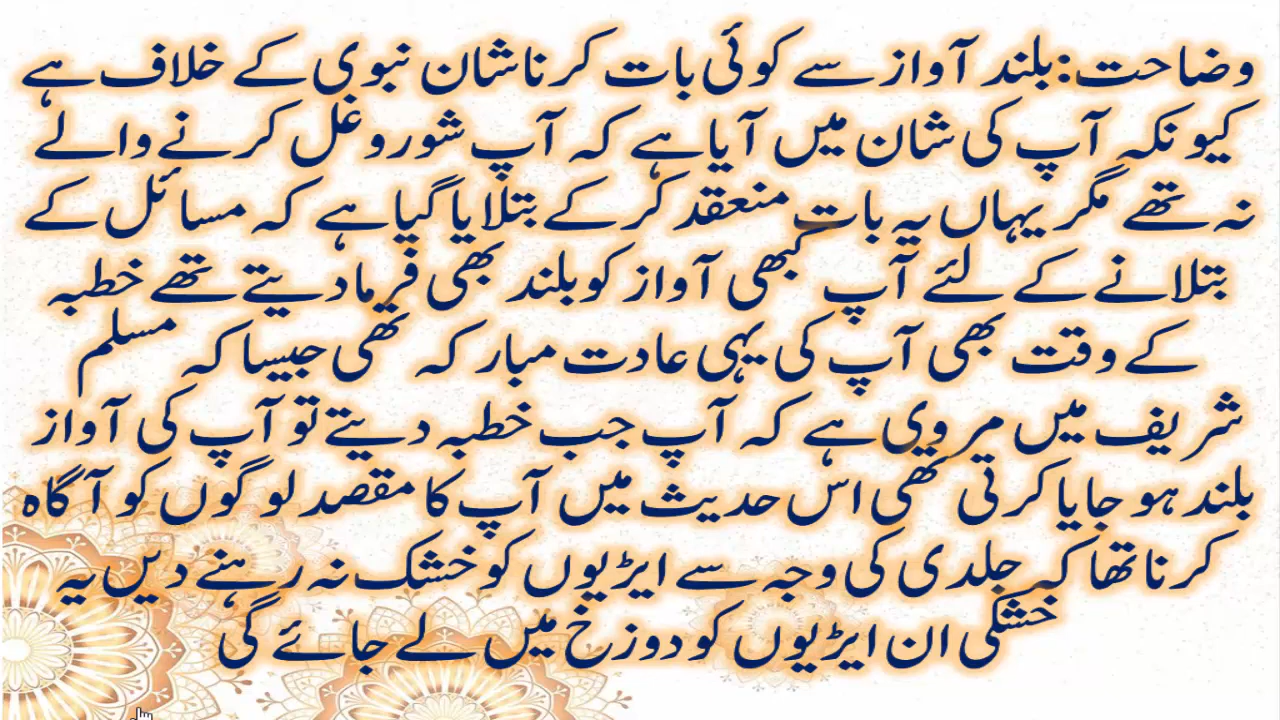 وضاحت: بلند آواز سے کوئی بات کرنا شان نبوی کے خلاف ہے
کیونکہ آپ کی شان میں آیا ہے کہ آپ شور و غل کرنے والے
نہ تھے مگر یہاں یہ بات منعقد کر کے بتلایا گیا ہے کہ مسائل کے
بتلانے کے لئے آپ کبھی آواز کو بلند بھی فرما دیتے تھے خطبہ
کے وقت بھی آپ کی یہی عادت مبارکہ تھی جیسا کہ مسلم
شریف میں مروی ہے کہ آپ جب خطبہ دیتے تو آپ کی آواز
بلند ہو جایا کرتی تھی اس حدیث میں آپ کا مقصد لوگوں کو آگاہ
کرنا تھا کہ جلدی کی وجہ سے ایڑیوں کو خشک نہ رہنے دیں یہ
خشکی ان ایڑیوں کو دوزخ میں لے جائے گی